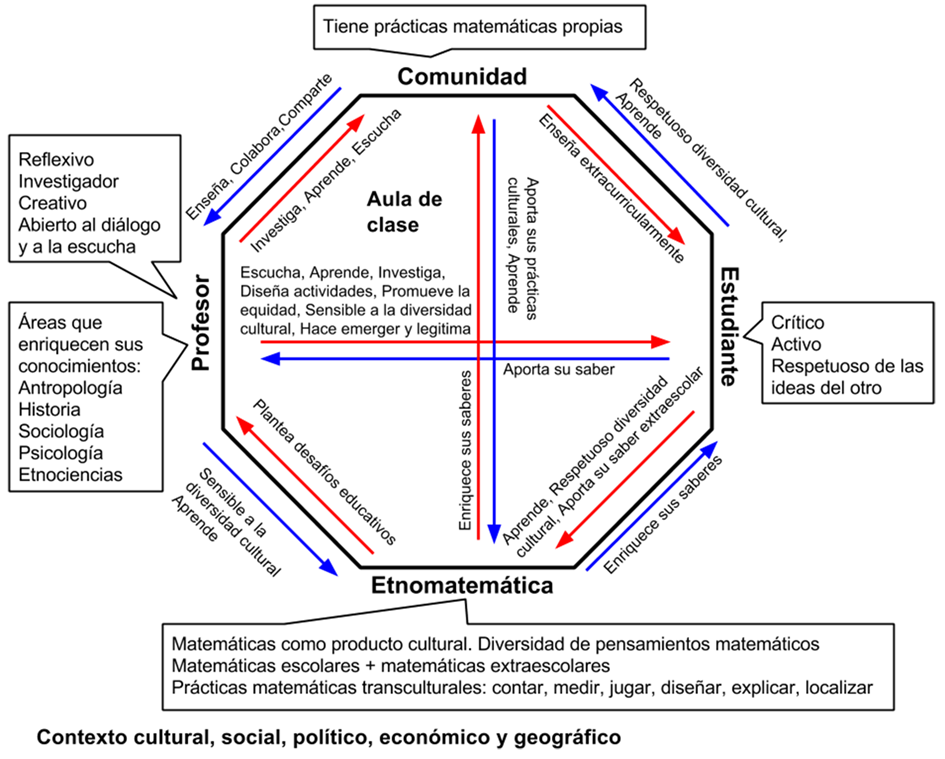 Tiene prácticas matemáticas propias
Comunidad
Enseña, Colabora,Comparte
Investiga, Aprende, Escucha
Respetuoso diversidad cultural,
Aprende
Enseña extracurricularmente
Reflexivo
Investigador
Creativo
Abierto al diálogo
y a la escucha
Aula de
clase
Aporta sus prácticas
culturales, Aprende
Escucha, Aprende, Investiga,
Diseña actividades, Promueve la
equidad, Sensible a la diversidad
cultural, Hace emerger y legitima
Profesor
Estudiante
Áreas que
enriquecen sus
conocimientos:
Antropología
Historia
Sociología
Psicología
Etnociencias
Crítico
Activo
Respetuoso de las
ideas del otro
Aporta su saber
Enriquece sus saberes
Plantea desafíos educativos
Sensible a la
diversidad cultural
Aprende
Aprende, Respetuoso diversidad
cultural, Aporta su saber extraescolar
Enriquece sus saberes
Etnomatemática
Matemáticas como producto cultural. Diversidad de pensamientos matemáticos
Matemáticas escolares + matemáticas extraescolares
Prácticas matemáticas transculturales: contar, medir, jugar, diseñar, explicar, localizar
Contexto cultural, social, político, económico y geográfico